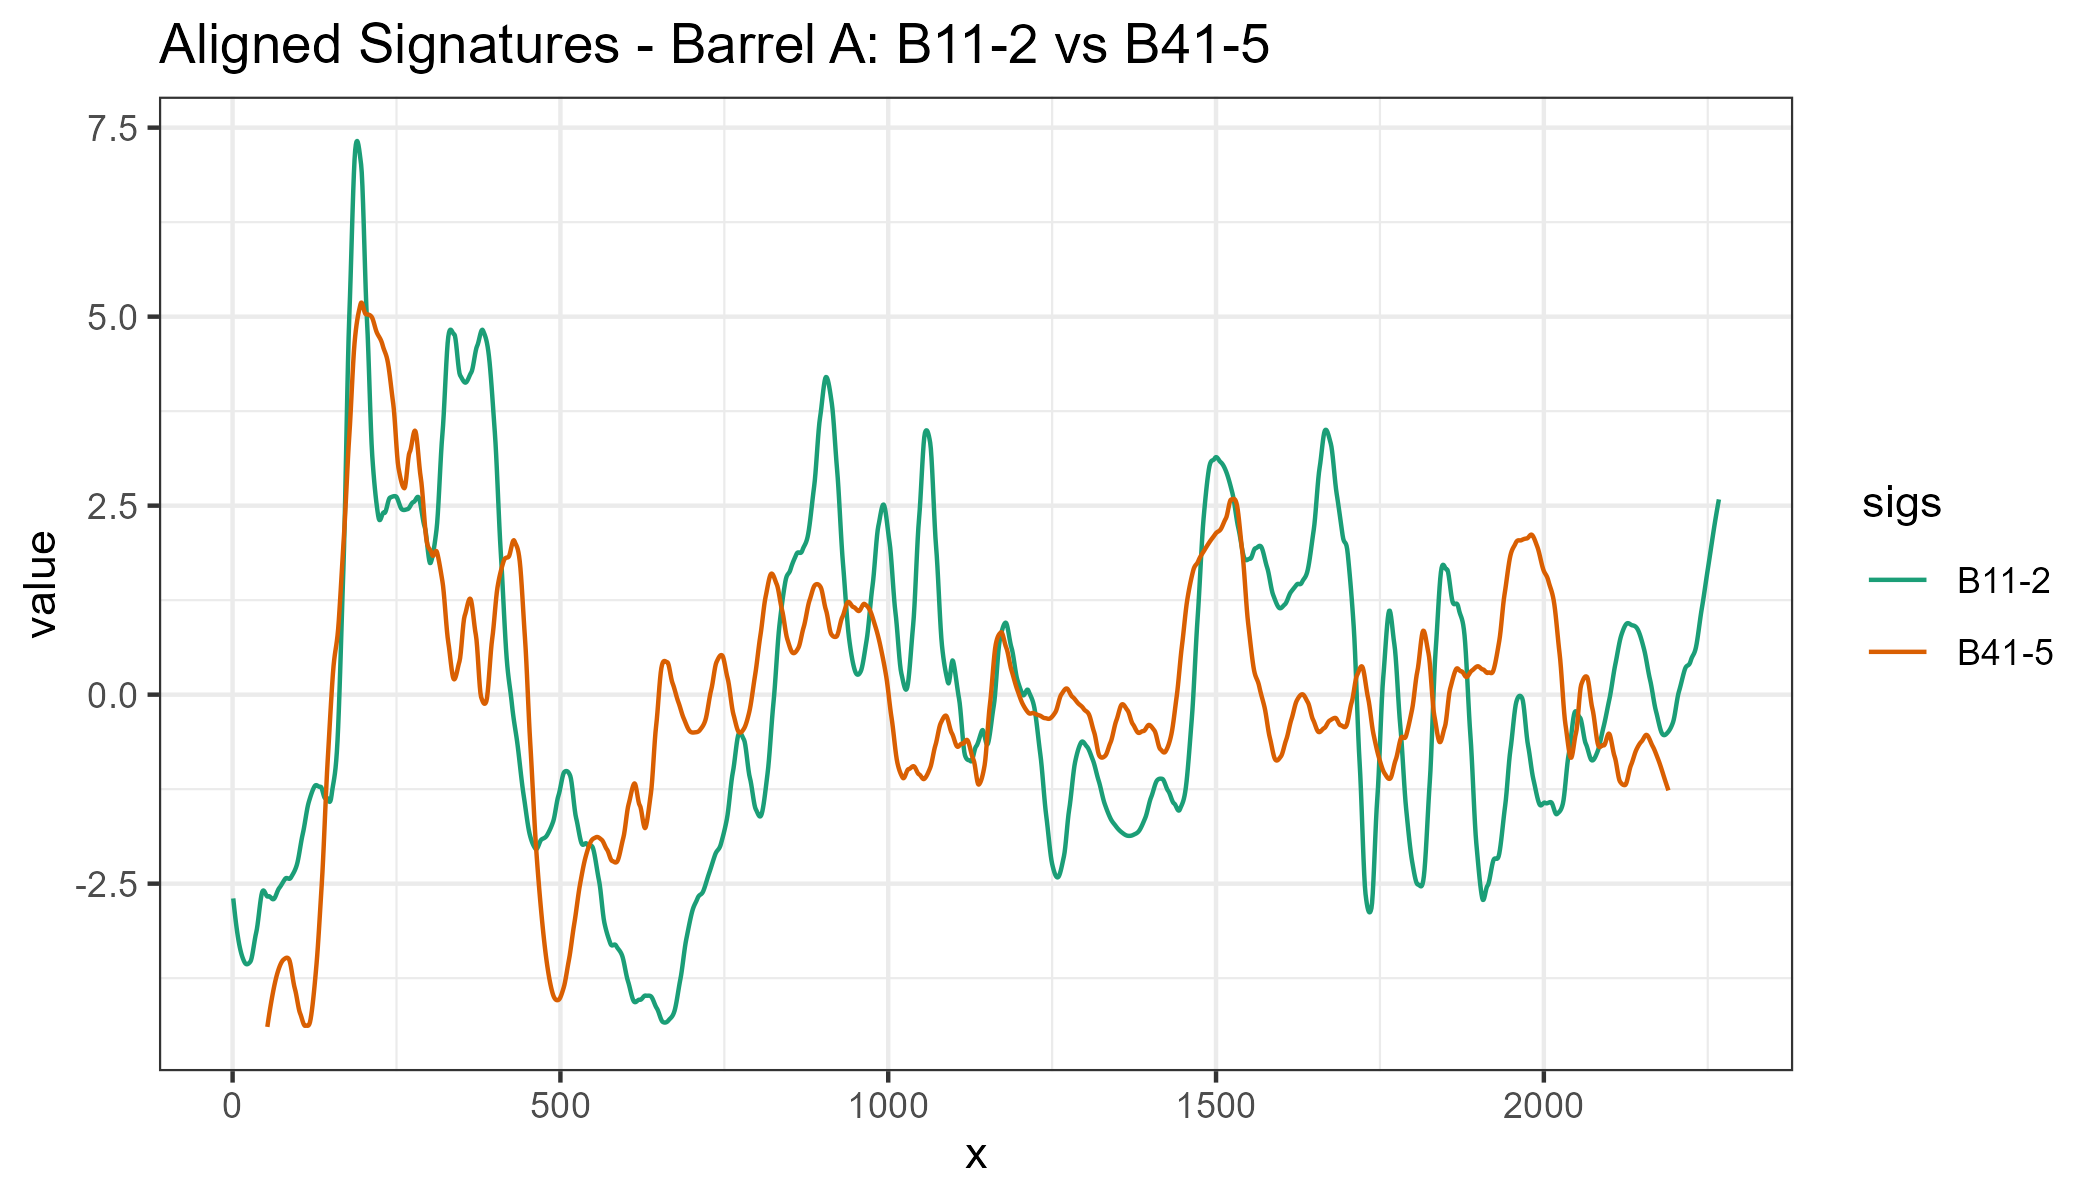 Aligned Signatures - Barrel A: B11-2 vs B41-5
7.5
5.0
2.5
0.0
-2.5
value
0 500 1000 1500 2000
x
sigs
B11-2
B41-5